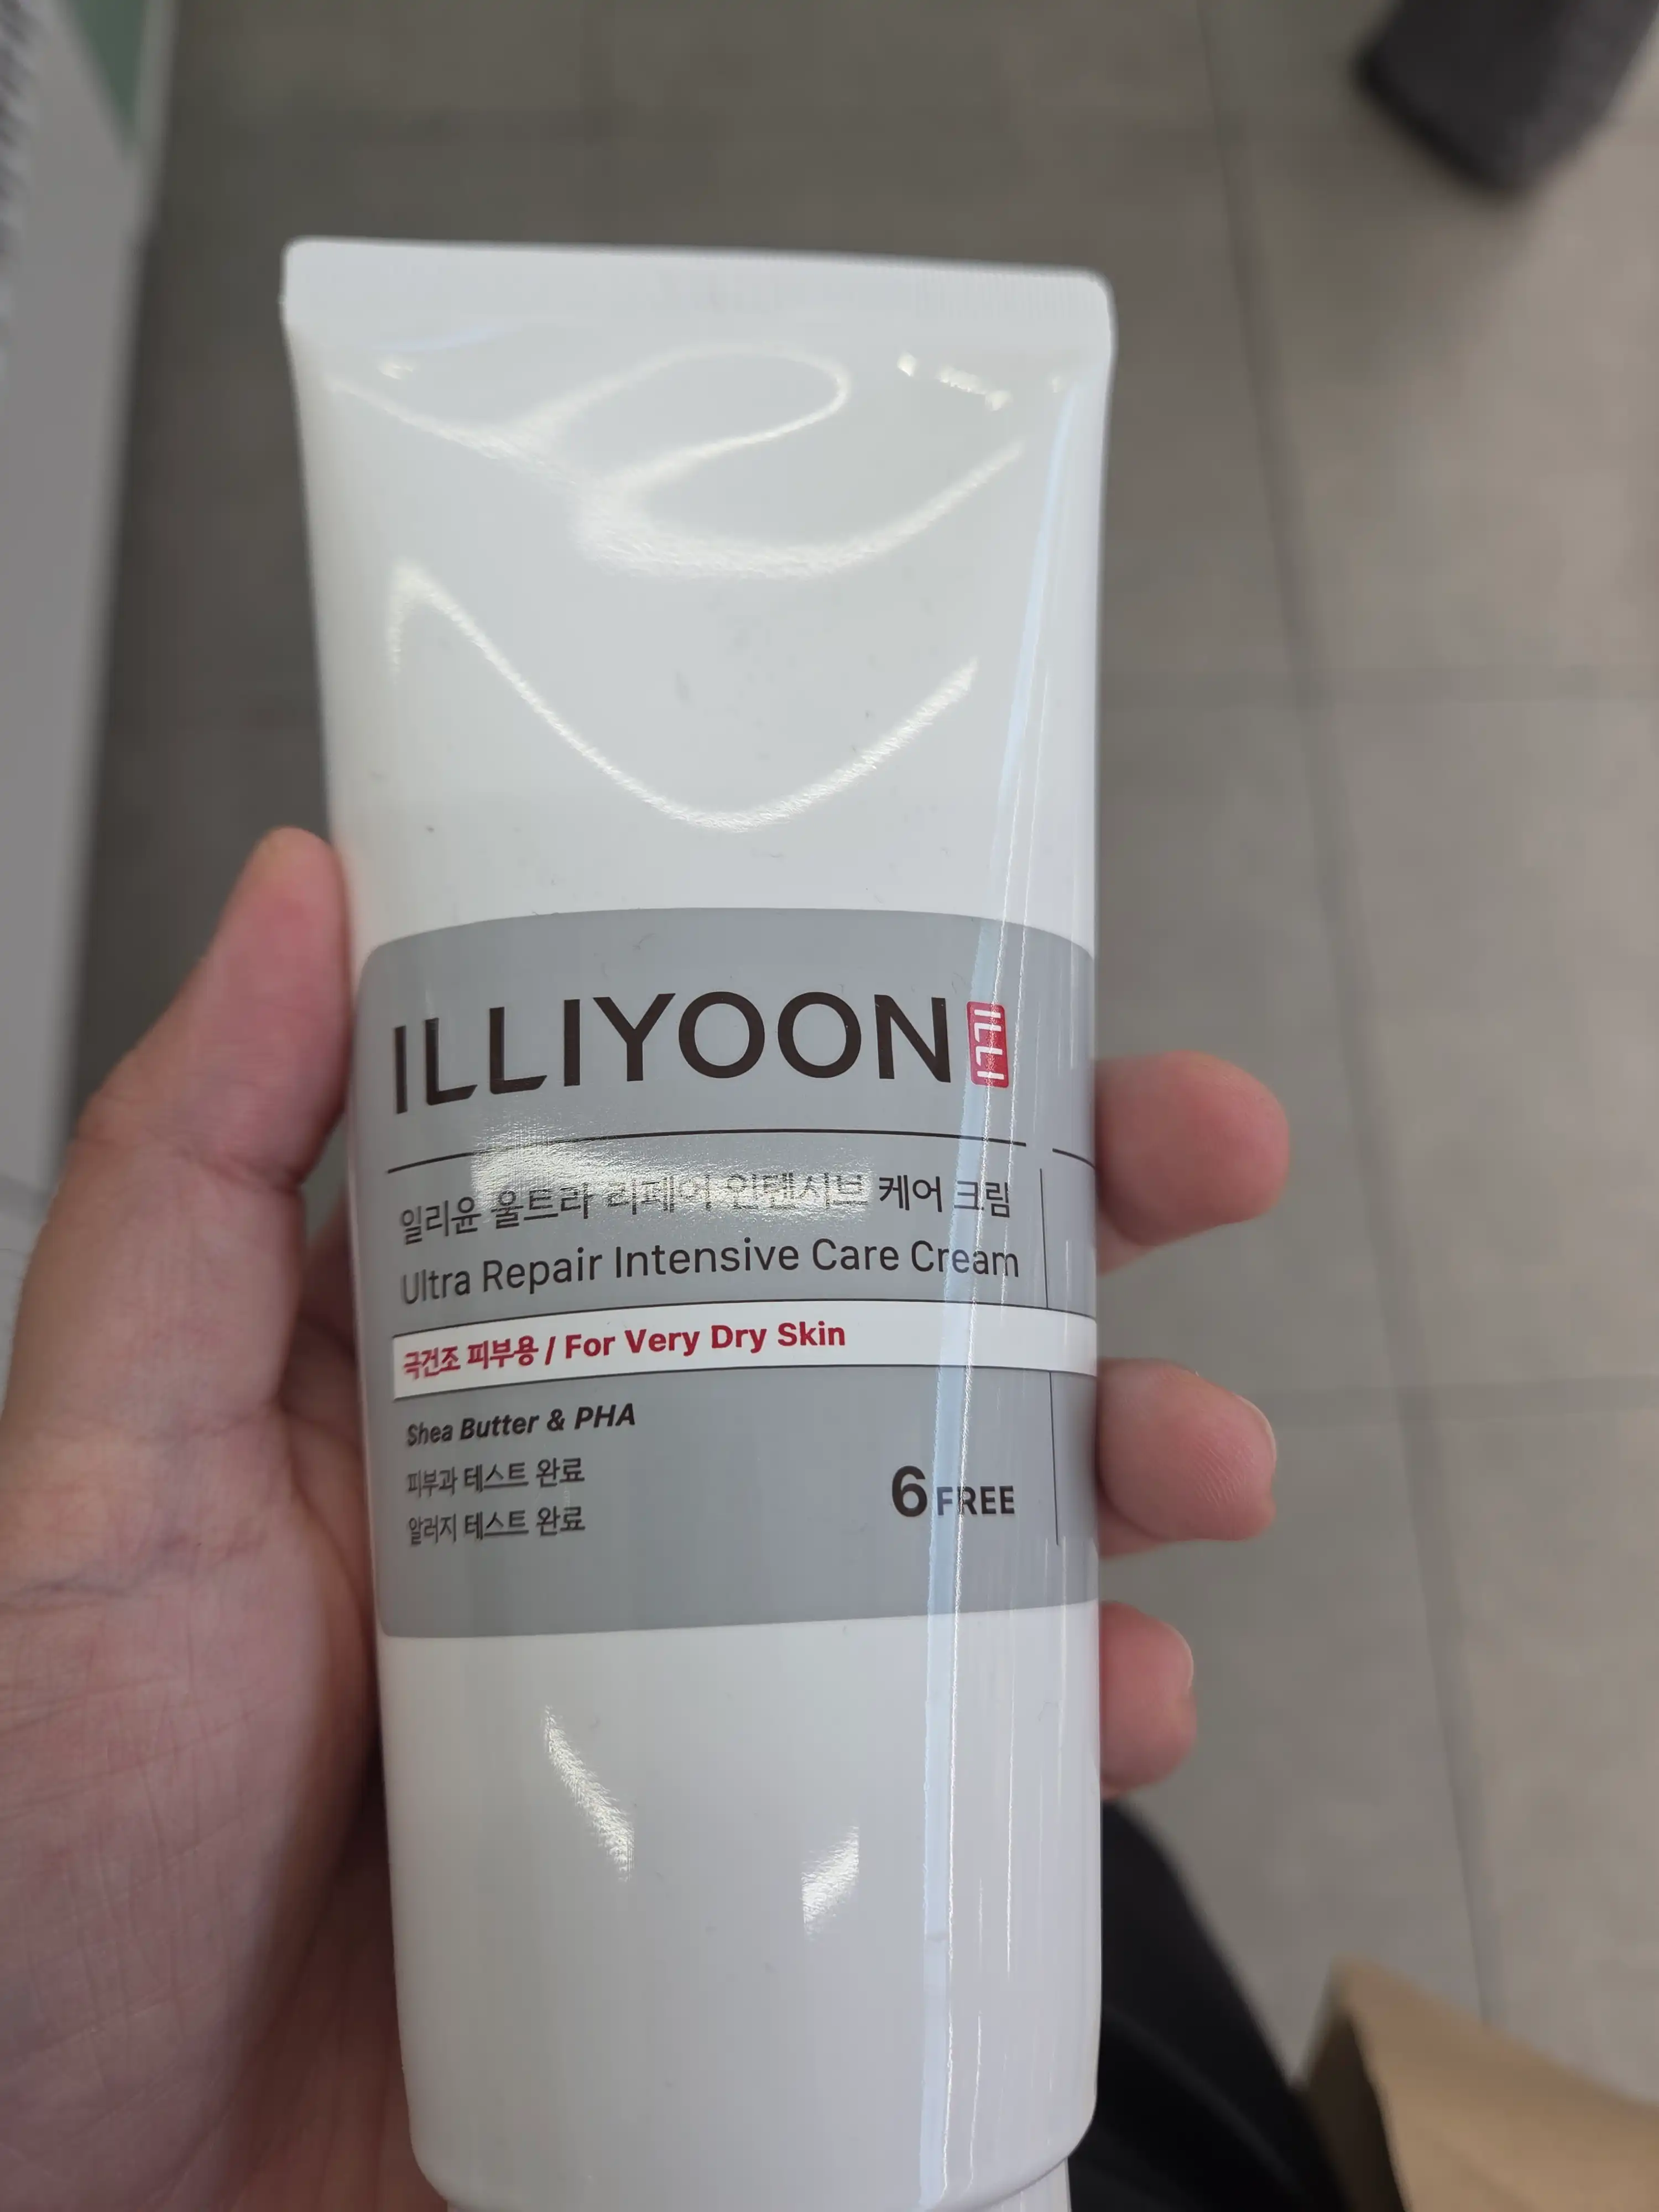 ILLIYOON ILLI
일리윤 울트라 리페어 인텐시브 케어 크림
Ultra Repair Intensive Care Cream
극건조 피부용 / For Very Dry Skin
Shea Butter & PHA
피부과 테스트 완료
알러지 테스트 완료
6 FREE